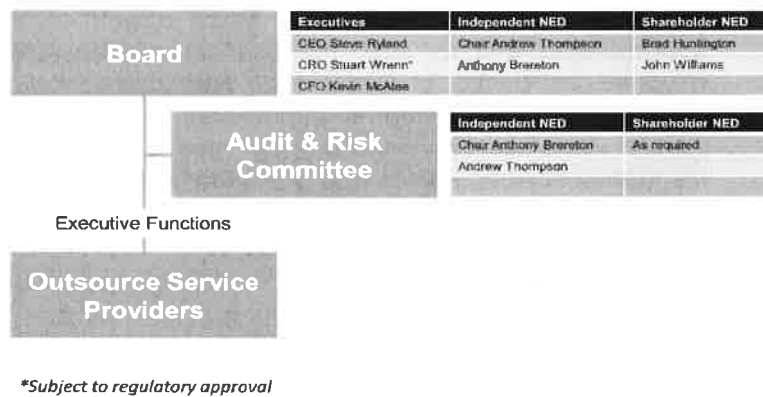 Board
Executives Independent NED Shareholder NED
CEO Steve Ryland Chair Andrew Thompson Brad Huntington
CRO Stuart Wrenn* Anthony Brereton John Williams
CFO Kevin McAlee
Audit & Risk
Committee
Independent NED Shareholder NED
Chair Anthony Brereton As required
Andrew Thompson
Executive Functions
Outsource Service
Providers
*Subject to regulatory approval